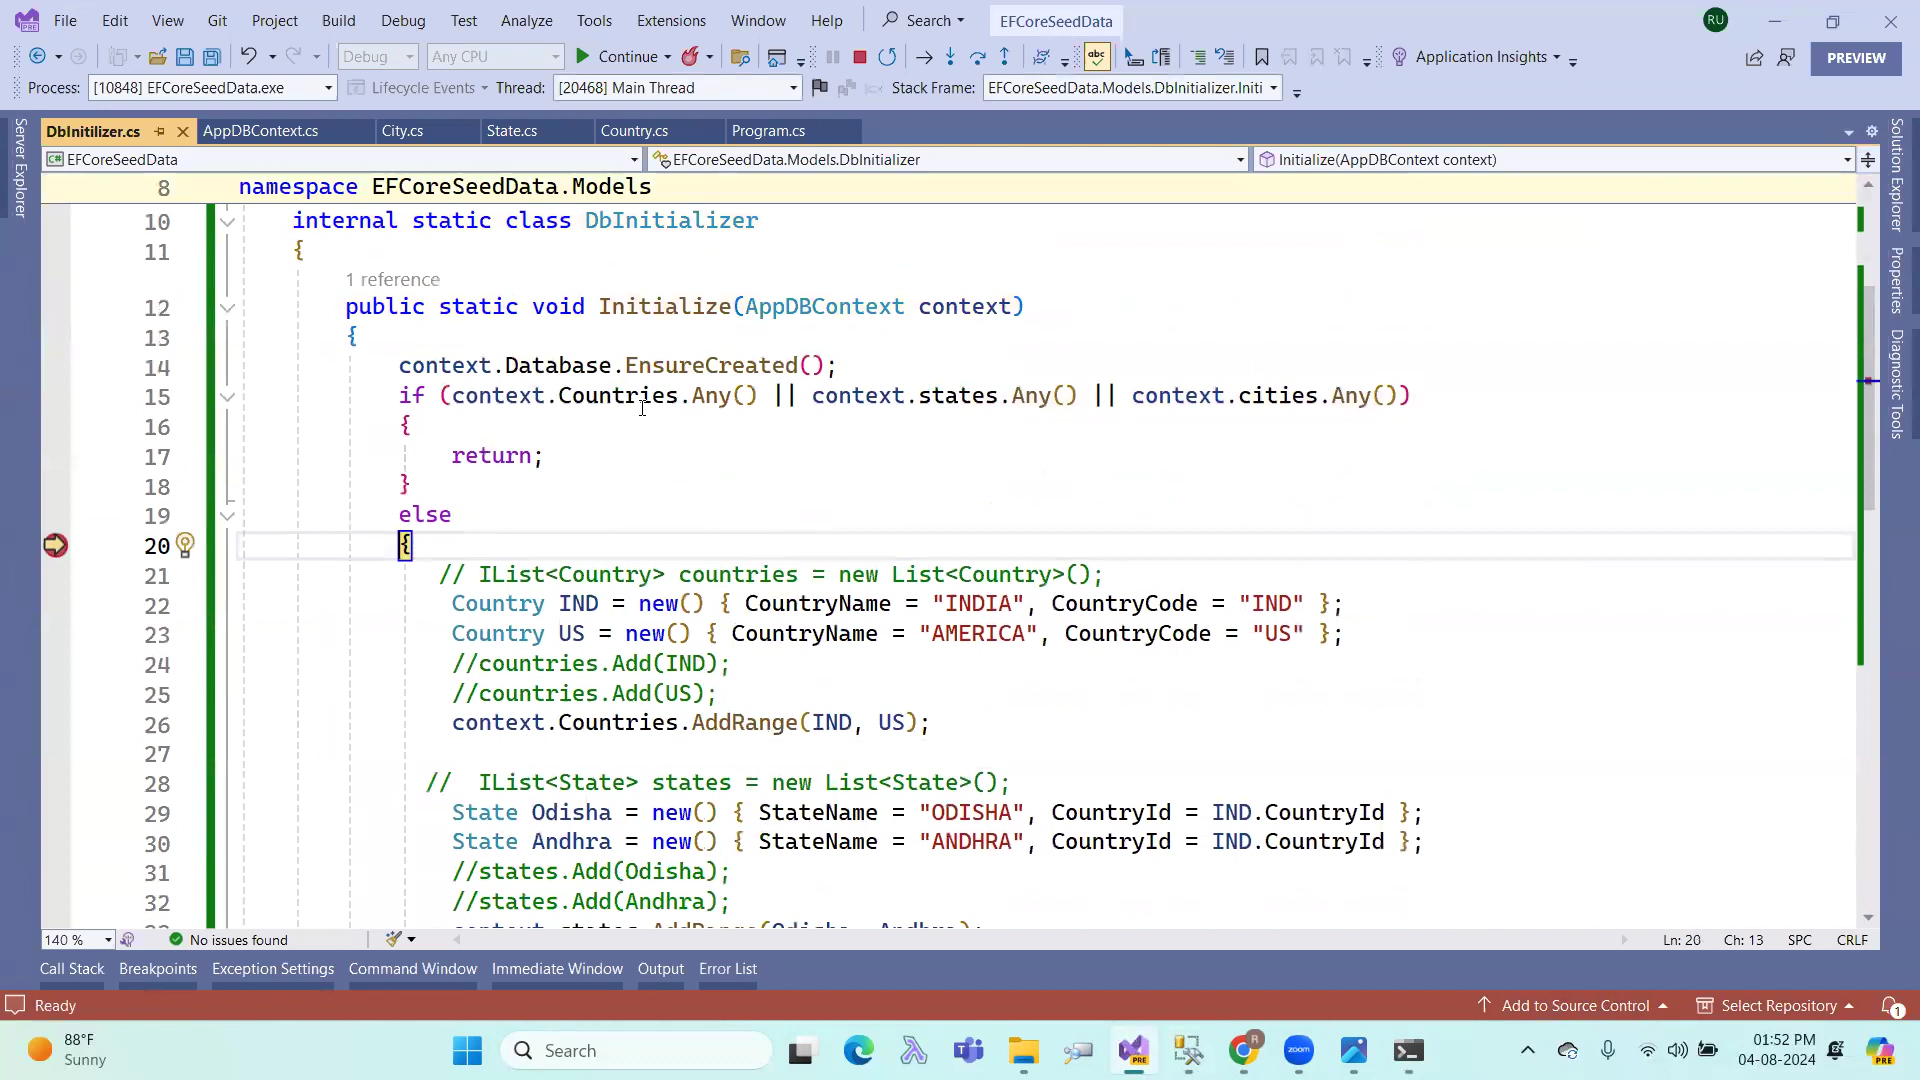 File Edit View Git Project Build Debug Test Analyze Tools Extensions Window Help Search EFCoreSeedData RU
Debug Any CPU Continue abc Application Insights PREVIEW
Process: [10848] EFCoreSeedData.exe Lifecycle Events Thread: [20468] Main Thread Stack Frame: EFCoreSeedData.Models.DbInitializer.Initi
DbInitilizer.cs AppDBContext.cs City.cs State.cs Country.cs Program.cs
C# EFCoreSeedData EFCoreSeedData.Models.DbInitializer Initialize(AppDBContext context)
Server Explorer
Solution Explorer
Properties
Diagnostic Tools
8 namespace EFCoreSeedData.Models
10 internal static class DbInitializer
11 {
1 reference
12 public static void Initialize(AppDBContext context)
13 {
14 context.Database.EnsureCreated();
15 if (context.Countries.Any() || context.states.Any() || context.cities.Any())
16 {
17 return;
18 }
19 else
20 {
21 // IList<Country> countries = new List<Country>();
22 Country IND = new() { CountryName = "INDIA", CountryCode = "IND" };
23 Country US = new() { CountryName = "AMERICA", CountryCode = "US" };
24 //countries.Add(IND);
25 //countries.Add(US);
26 context.Countries.AddRange(IND, US);
27
28 // IList<State> states = new List<State>();
29 State Odisha = new() { StateName = "ODISHA", CountryId = IND.CountryId };
30 State Andhra = new() { StateName = "ANDHRA", CountryId = IND.CountryId };
31 //states.Add(Odisha);
32 //states.Add(Andhra);
context.states.AddRange(Odisha, Andhra);
140 % No issues found Ln: 20 Ch: 13 SPC CRLF
Call Stack Breakpoints Exception Settings Command Window Immediate Window Output Error List
Ready Add to Source Control Select Repository 1
88°F
Sunny
Search
01:52 PM
04-08-2024